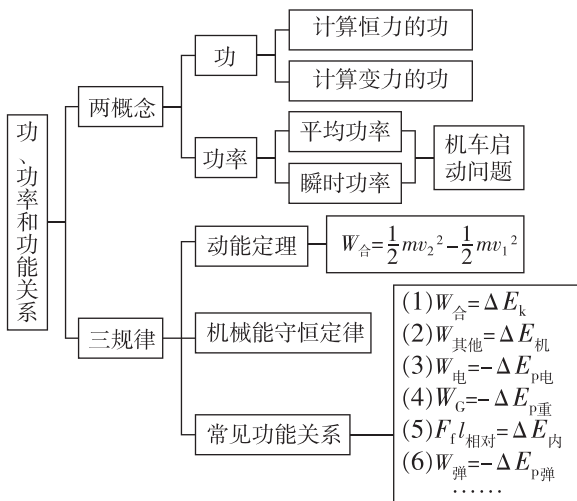 功、功率和功能关系
两概念
功
计算恒力的功
计算变力的功
功率
平均功率
瞬时功率
机车启
动问题
三规律
动能定理
W合=1/2mv₂²-1/2mv₁²
机械能守恒定律
常见功能关系
(1)W合=ΔEk
(2)W其他=ΔE机
(3)W电=-ΔEp电
(4)WG=-ΔEp重
(5)Ffl相对=ΔE内
(6)W弹=-ΔEp弹
……